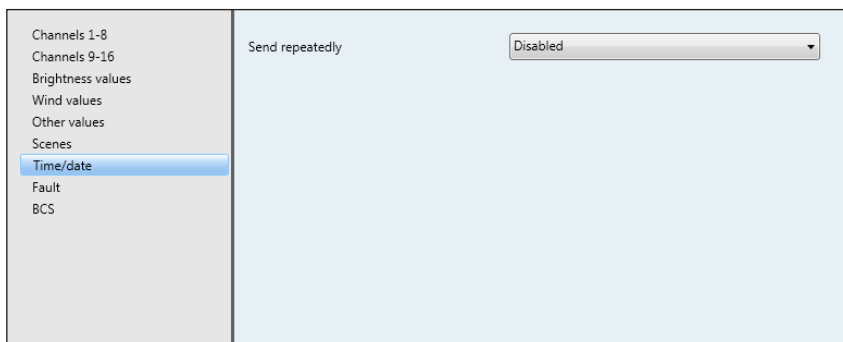 Channels 1-8
Channels 9-16
Brightness values
Wind values
Other values
Scenes
Time/date
Fault
BCS
Send repeatedly
Disabled